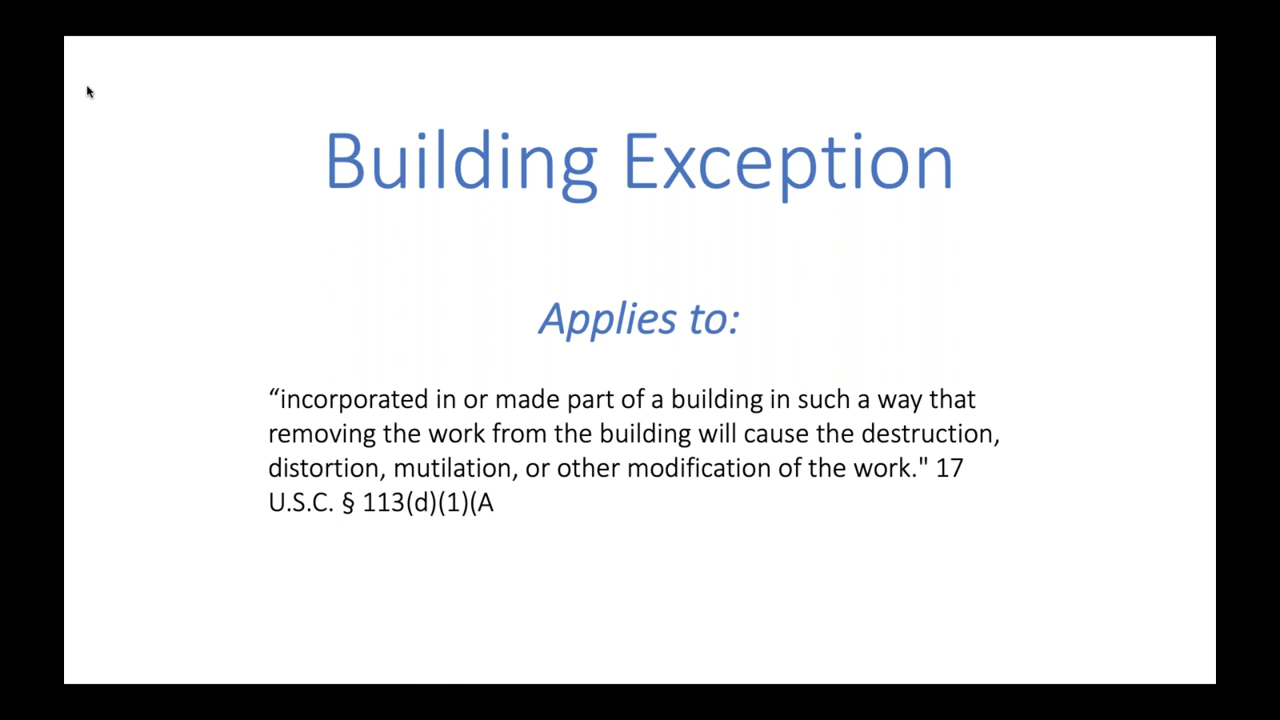 Building Exception
Applies to:
“incorporated in or made part of a building in such a way that
removing the work from the building will cause the destruction,
distortion, mutilation, or other modification of the work." 17
U.S.C. § 113(d)(1)(A